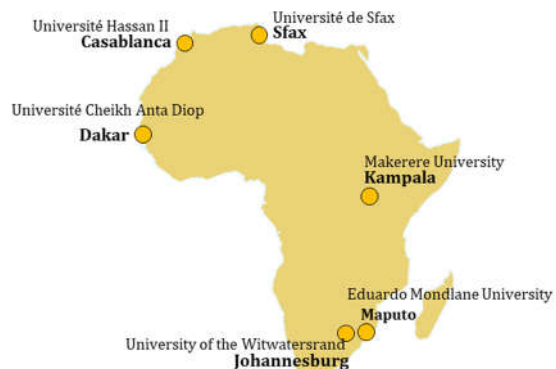 Université Hassan II
Casablanca
Université de Sfax
Sfax
Université Cheikh Anta Diop
Dakar
Makerere University
Kampala
Eduardo Mondlane University
Maputo
University of the Witwatersrand
Johannesburg